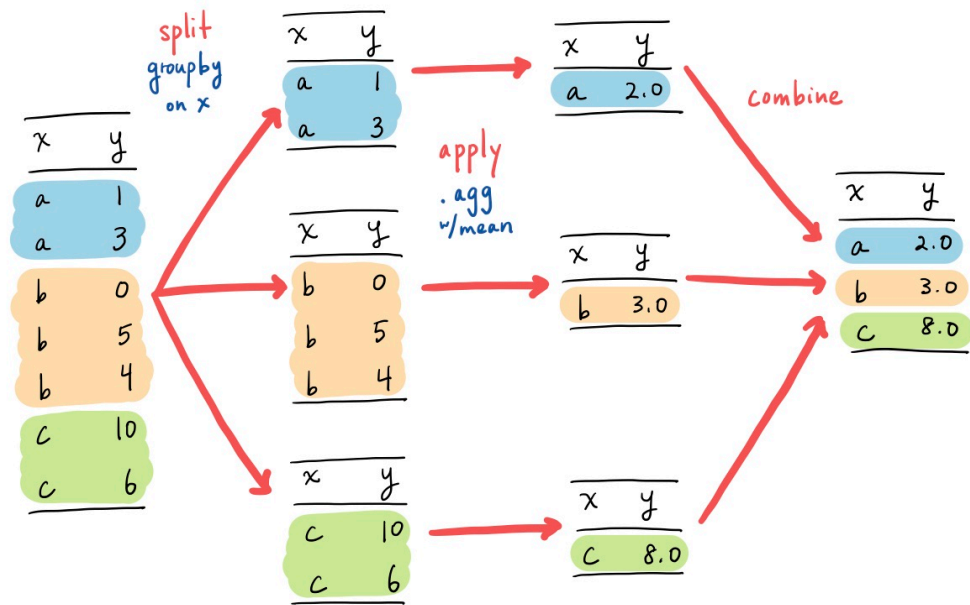 split
groupby
on x
x y
a 1
a 3
b 0
b 5
b 4
c 10
c 6
x y
a 1
a 3
x y
b 0
b 5
b 4
x y
c 10
c 6
apply
.agg
w/mean
x y
a 2.0
x y
b 3.0
x y
c 8.0
combine
x y
a 2.0
b 3.0
c 8.0